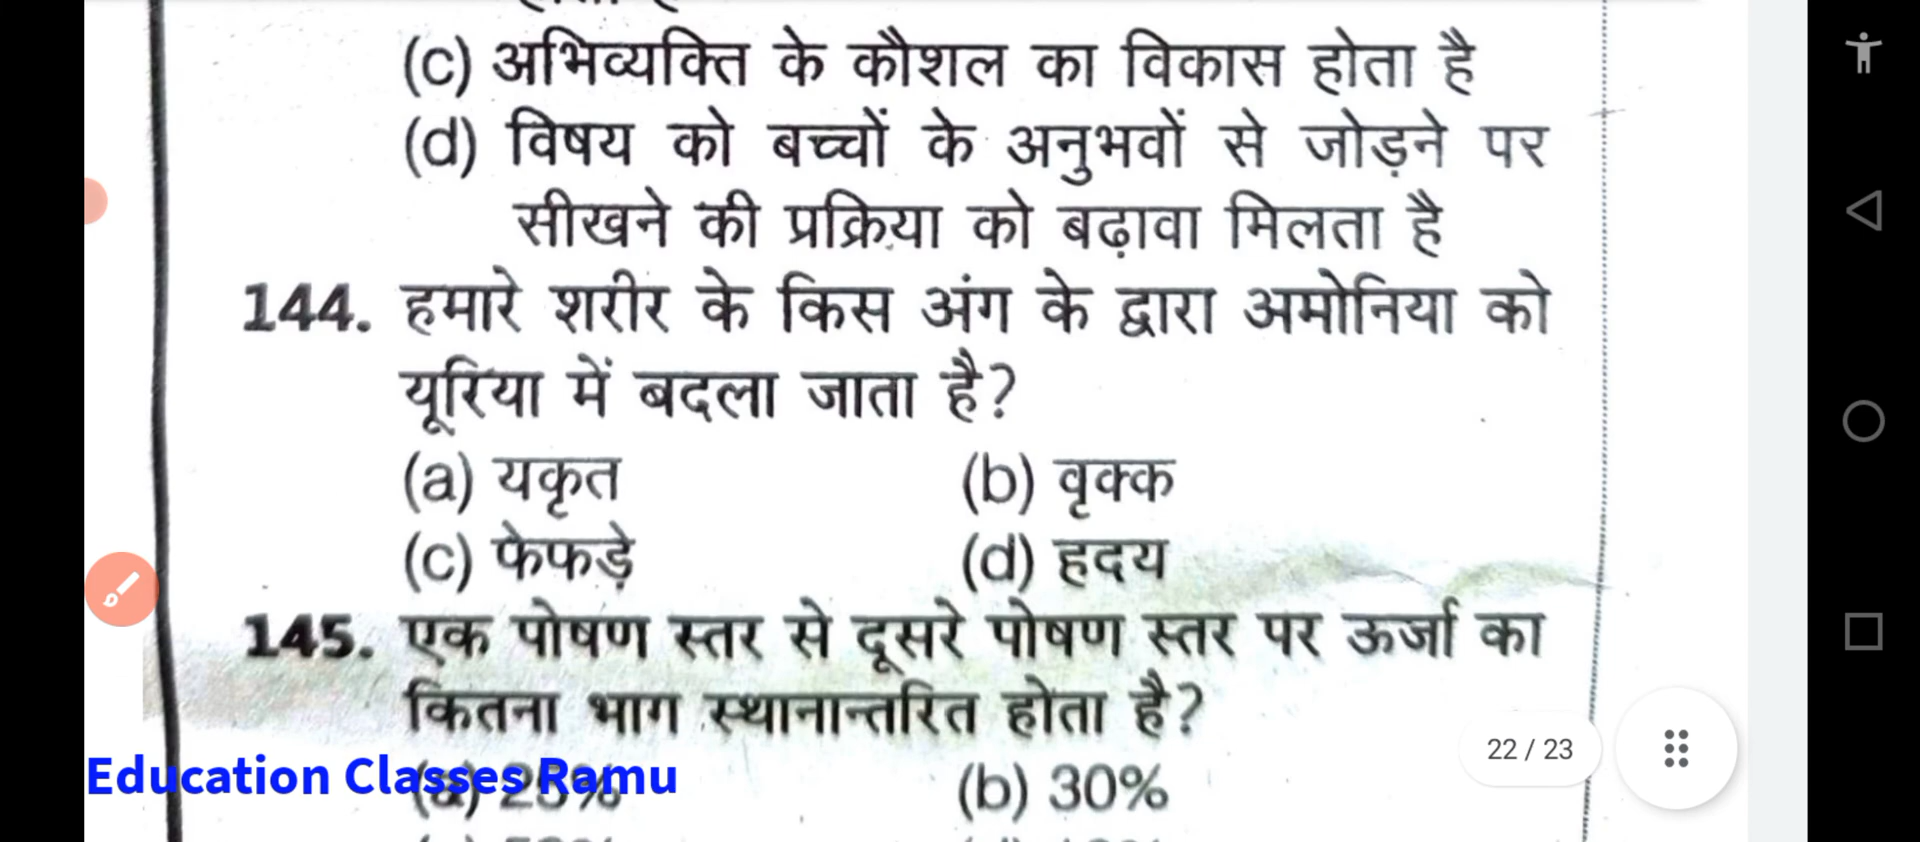 (c) अभिव्यक्ति के कौशल का विकास होता है
(d) विषय को बच्चों के अनुभवों से जोड़ने पर
सीखने की प्रक्रिया को बढ़ावा मिलता है
144. हमारे शरीर के किस अंग के द्वारा अमोनिया को
यूरिया में बदला जाता है?
(a) यकृत (b) वृक्क
(c) फेफड़े (d) हृदय
145. एक पोषण स्तर से दूसरे पोषण स्तर पर ऊर्जा का
कितना भाग स्थानान्तरित होता है?
Education Classes Ramu
(a) 25% (b) 30%
22 / 23